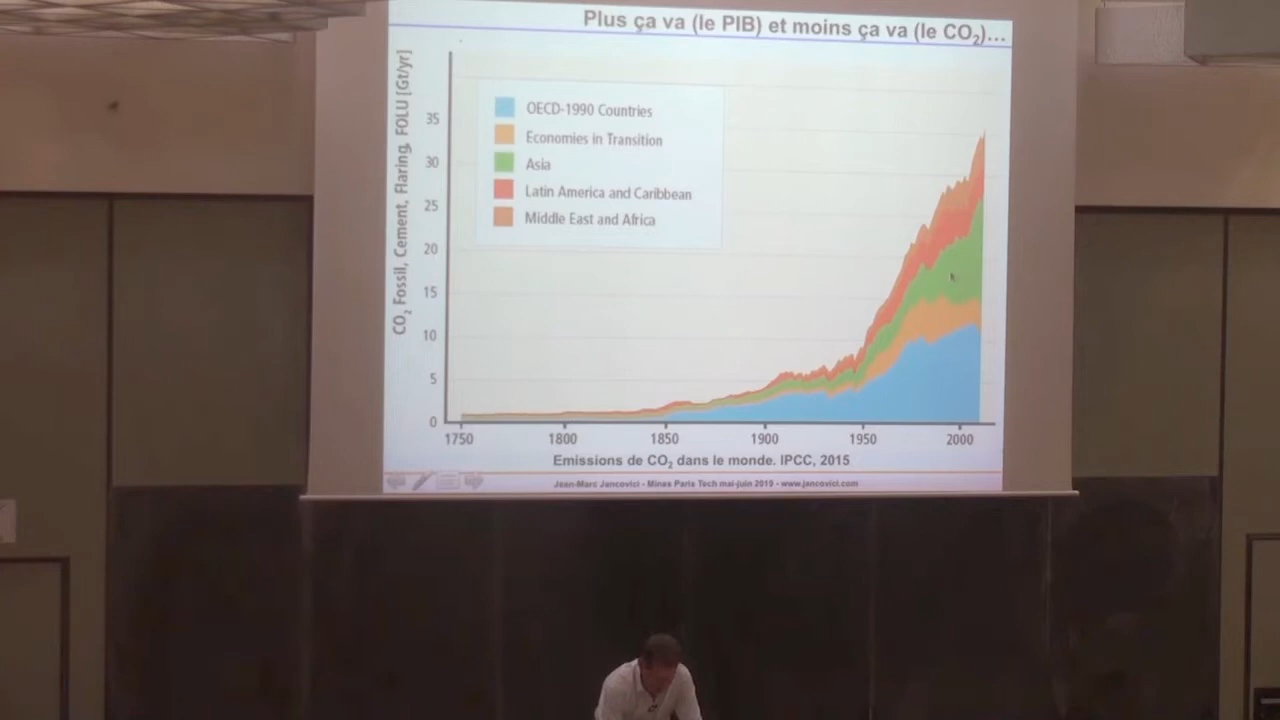 Plus ça va (le PIB) et moins ça va (le CO₂)…
CO₂ Fossil, Cement, Flaring, FOLU [Gt/yr]
OECD-1990 Countries
Economies in Transition
Asia
Latin America and Caribbean
Middle East and Africa
35
30
25
20
15
10
5
0
1750 1800 1850 1900 1950 2000
Emissions de CO₂ dans le monde. IPCC, 2015
Jean-Marc Jancovici - Mines Paris Tech mai-juin 2019 - www.jancovici.com